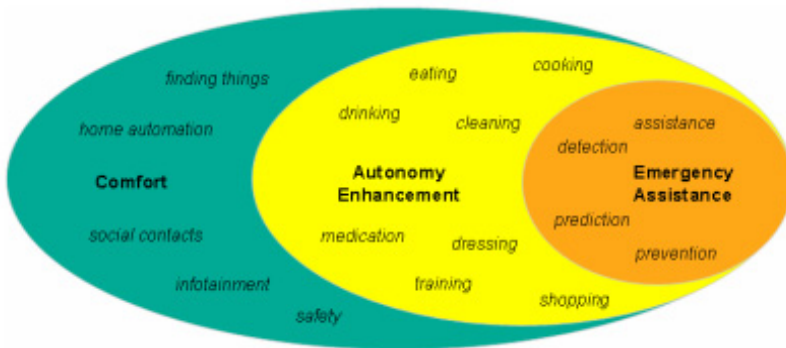 finding things
home automation
Comfort
social contacts
infotainment
safety
eating
cooking
drinking
cleaning
Autonomy
Enhancement
medication
dressing
training
shopping
assistance
detection
Emergency
Assistance
prediction
prevention